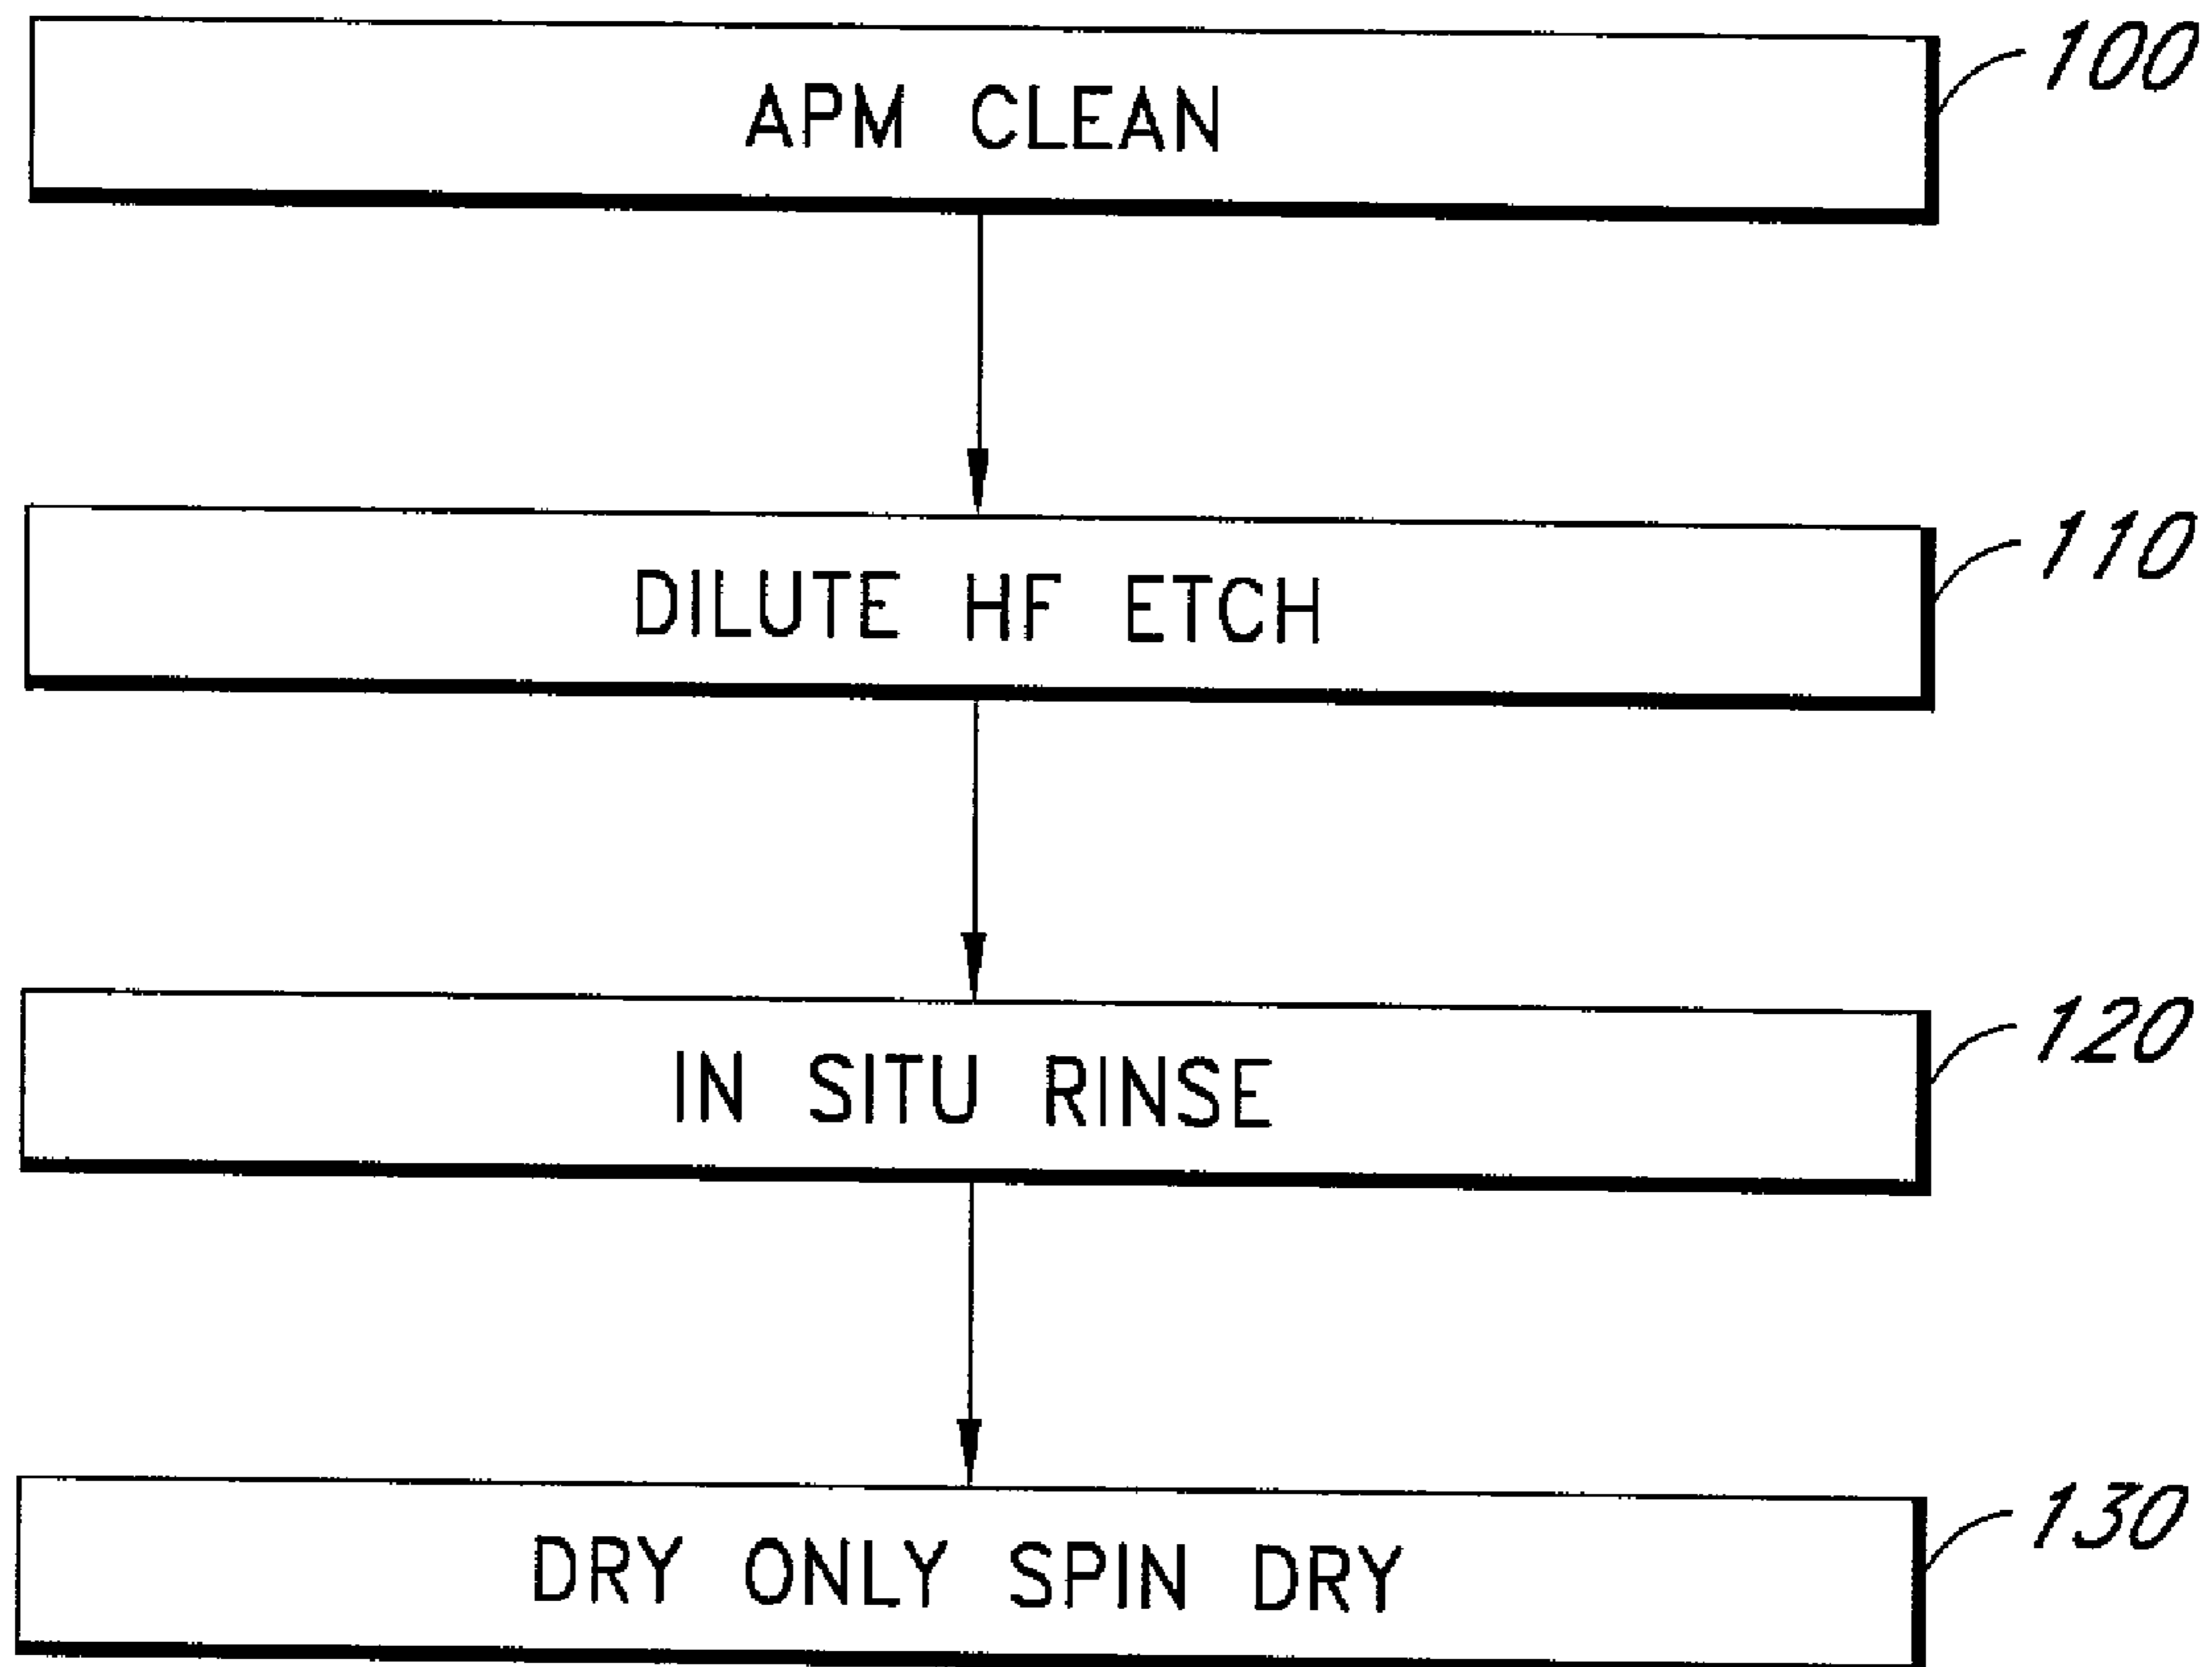 APM CLEAN
100
DILUTE HF ETCH
110
IN SITU RINSE
120
DRY ONLY SPIN DRY
130